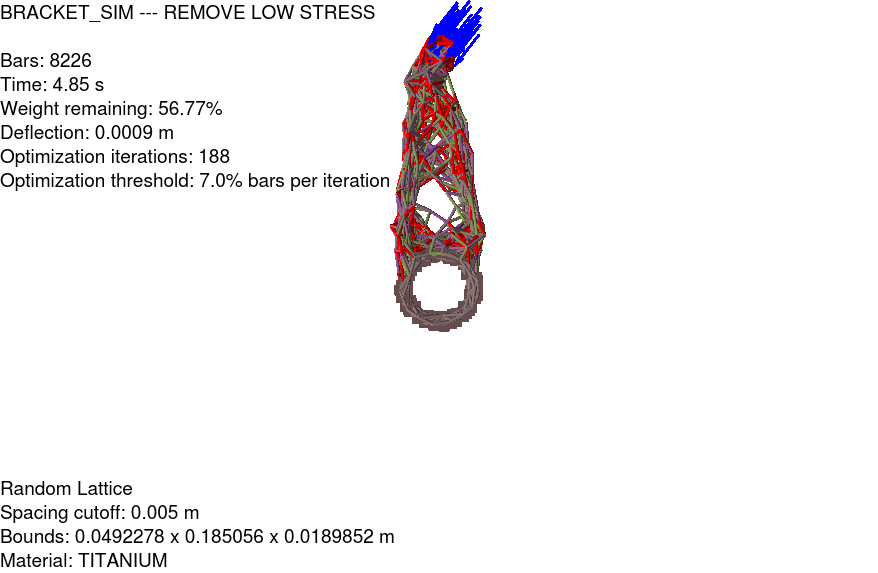 BRACKET_SIM --- REMOVE LOW STRESS
Bars: 8226
Time: 4.85 s
Weight remaining: 56.77%
Deflection: 0.0009 m
Optimization iterations: 188
Optimization threshold: 7.0% bars per iteration
Random Lattice
Spacing cutoff: 0.005 m
Bounds: 0.0492278 x 0.185056 x 0.0189852 m
Material: TITANIUM